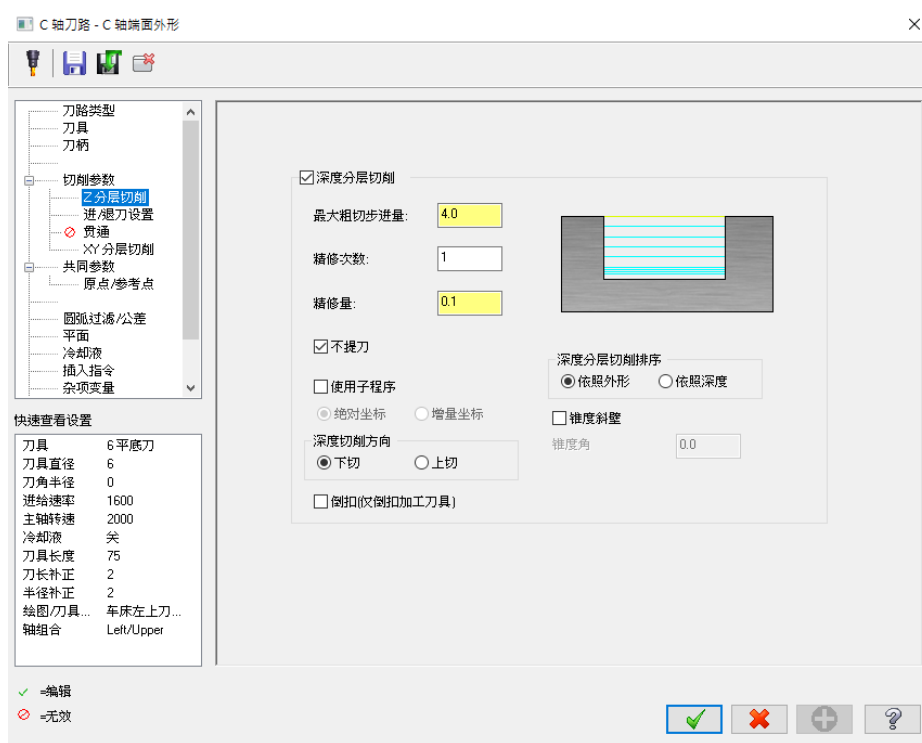 C 轴刀路 - C 轴端面外形
刀路类型
刀具
刀柄
切削参数
Z 分层切削
进/退刀设置
贯通
XY 分层切削
共同参数
原点/参考点
圆弧过滤/公差
平面
冷却液
插入指令
杂项变量
快速查看设置
刀具 6 平底刀
刀具直径 6
刀角半径 0
进给速率 1600
主轴转速 2000
冷却液 关
刀具长度 75
刀长补正 2
半径补正 2
绘图/刀具... 车床左上刀...
轴组合 Left/Upper
=编辑
=无效
深度分层切削
最大粗切步进量: 4.0
精修次数: 1
精修量: 0.1
不提刀
使用子程序
绝对坐标 增量坐标
深度切削方向
下切 上切
倒扣(仅倒扣加工刀具)
深度分层切削排序
依照外形 依照深度
锥度斜壁
锥度角 0.0